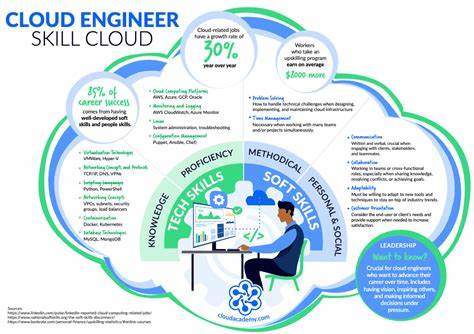 CLOUD ENGINEER
SKILL CLOUD
Cloud-related jobs
have a growth rate of
30%
year over year
Workers
who take an
upskilling program
earn on average
$8000 more
85% of
career success
comes from having
well-developed soft
skills and people skills.
Cloud Computing Platforms
AWS, Azure, GCP, Oracle
Monitoring and Logging
AWS CloudWatch, Azure Monitor
Linux
System administration, troubleshooting
Configuration Management
Puppet, Ansible, Chef
Problem Solving
How to handle technical challenges when designing,
implementing, and maintaining cloud infrastructure
Time Management
Necessary when working with many teams
and/or projects simultaneously.
Virtualization Technologies
VMWare, Hyper-V
Networking Concepts and Protocols
TCP/IP, DNS, VPNs
Scripting Languages
Python, PowerShell
Networking Concepts
VPCs, subnets, security
groups, load balancers
Containerization
Docker, Kubernetes
Database Technologies
MySQL, MongoDB
Communication
Written and verbal, crucial when
engaging with clients, stakeholders,
and teammates.
Collaboration
Working in teams or cross-functional
roles, especially when sharing knowledge,
resolving conflicts, or achieving goals.
Adaptability
Must be willing to adapt to new tools and
techniques to stay on top of industry trends.
Customer Orientation
Consider the end-user or client's needs and
provide support when needed to increase
satisfaction.
KNOWLEDGE
PROFICIENCY
METHODICAL
PERSONAL & SOCIAL
TECH SKILLS
SOFT SKILLS
</>
LEADERSHIP
Want to know?
Crucial for cloud engineers
who want to advance their
career over time. Includes
having vision, inspiring others,
and making informed
decisions under
pressure.
cloudacademy.com
Sources: